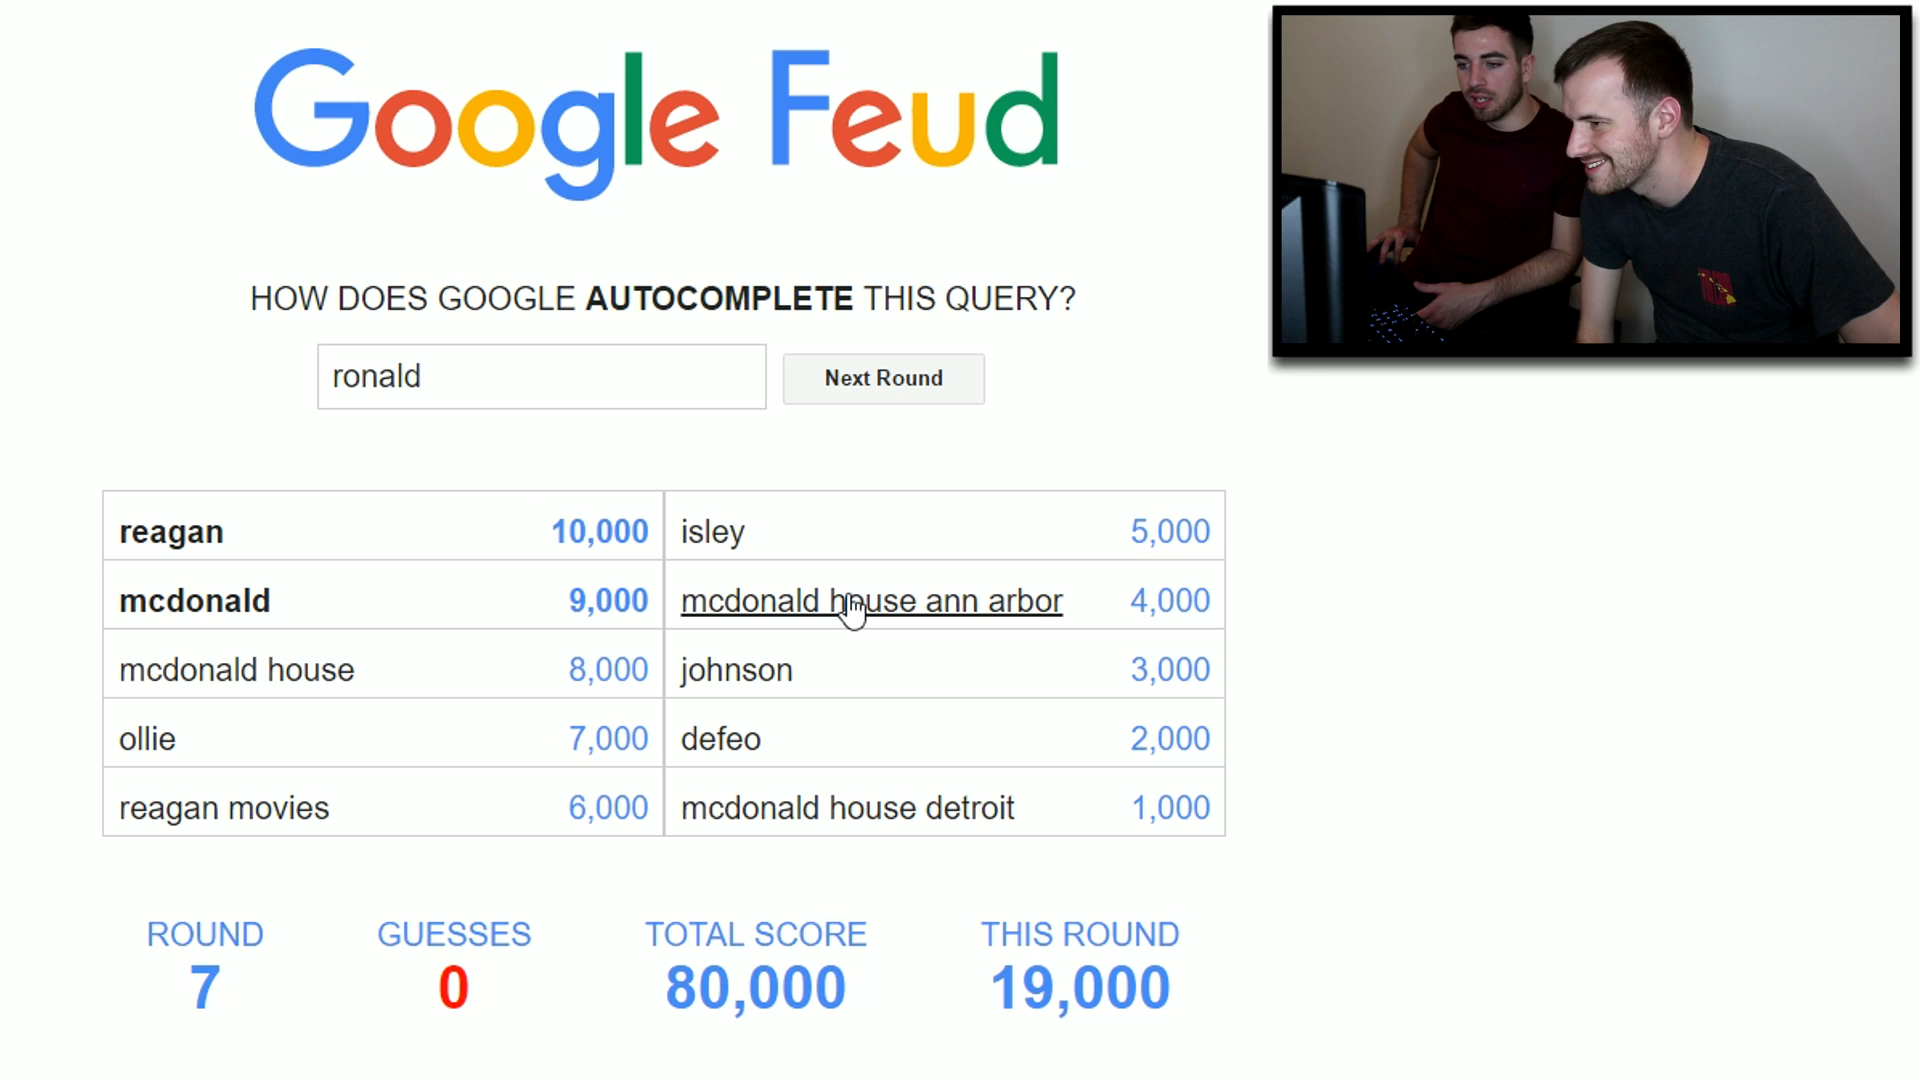 Google Feud
HOW DOES GOOGLE AUTOCOMPLETE THIS QUERY?
ronald
Next Round
reagan 10,000 isley 5,000
mcdonald 9,000 mcdonald house ann arbor 4,000
mcdonald house 8,000 johnson 3,000
ollie 7,000 defeo 2,000
reagan movies 6,000 mcdonald house detroit 1,000
ROUND GUESSES TOTAL SCORE THIS ROUND
7 0 80,000 19,000